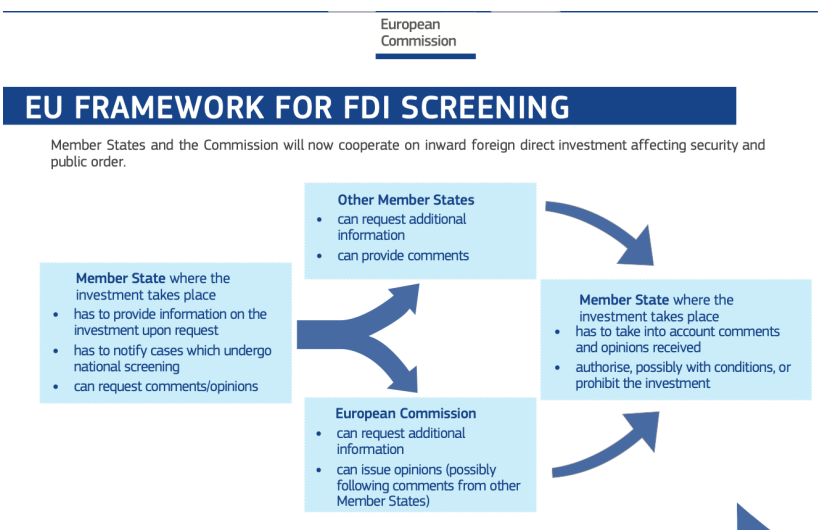 European
Commission
EU FRAMEWORK FOR FDI SCREENING
Member States and the Commission will now cooperate on inward foreign direct investment affecting security and
public order.
Other Member States
• can request additional
information
• can provide comments
Member State where the
investment takes place
• has to provide information on the
investment upon request
• has to notify cases which undergo
national screening
• can request comments/opinions
European Commission
• can request additional
information
• can issue opinions (possibly
following comments from other
Member States)
Member State where the
investment takes place
• has to take into account comments
and opinions received
• authorise, possibly with conditions, or
prohibit the investment